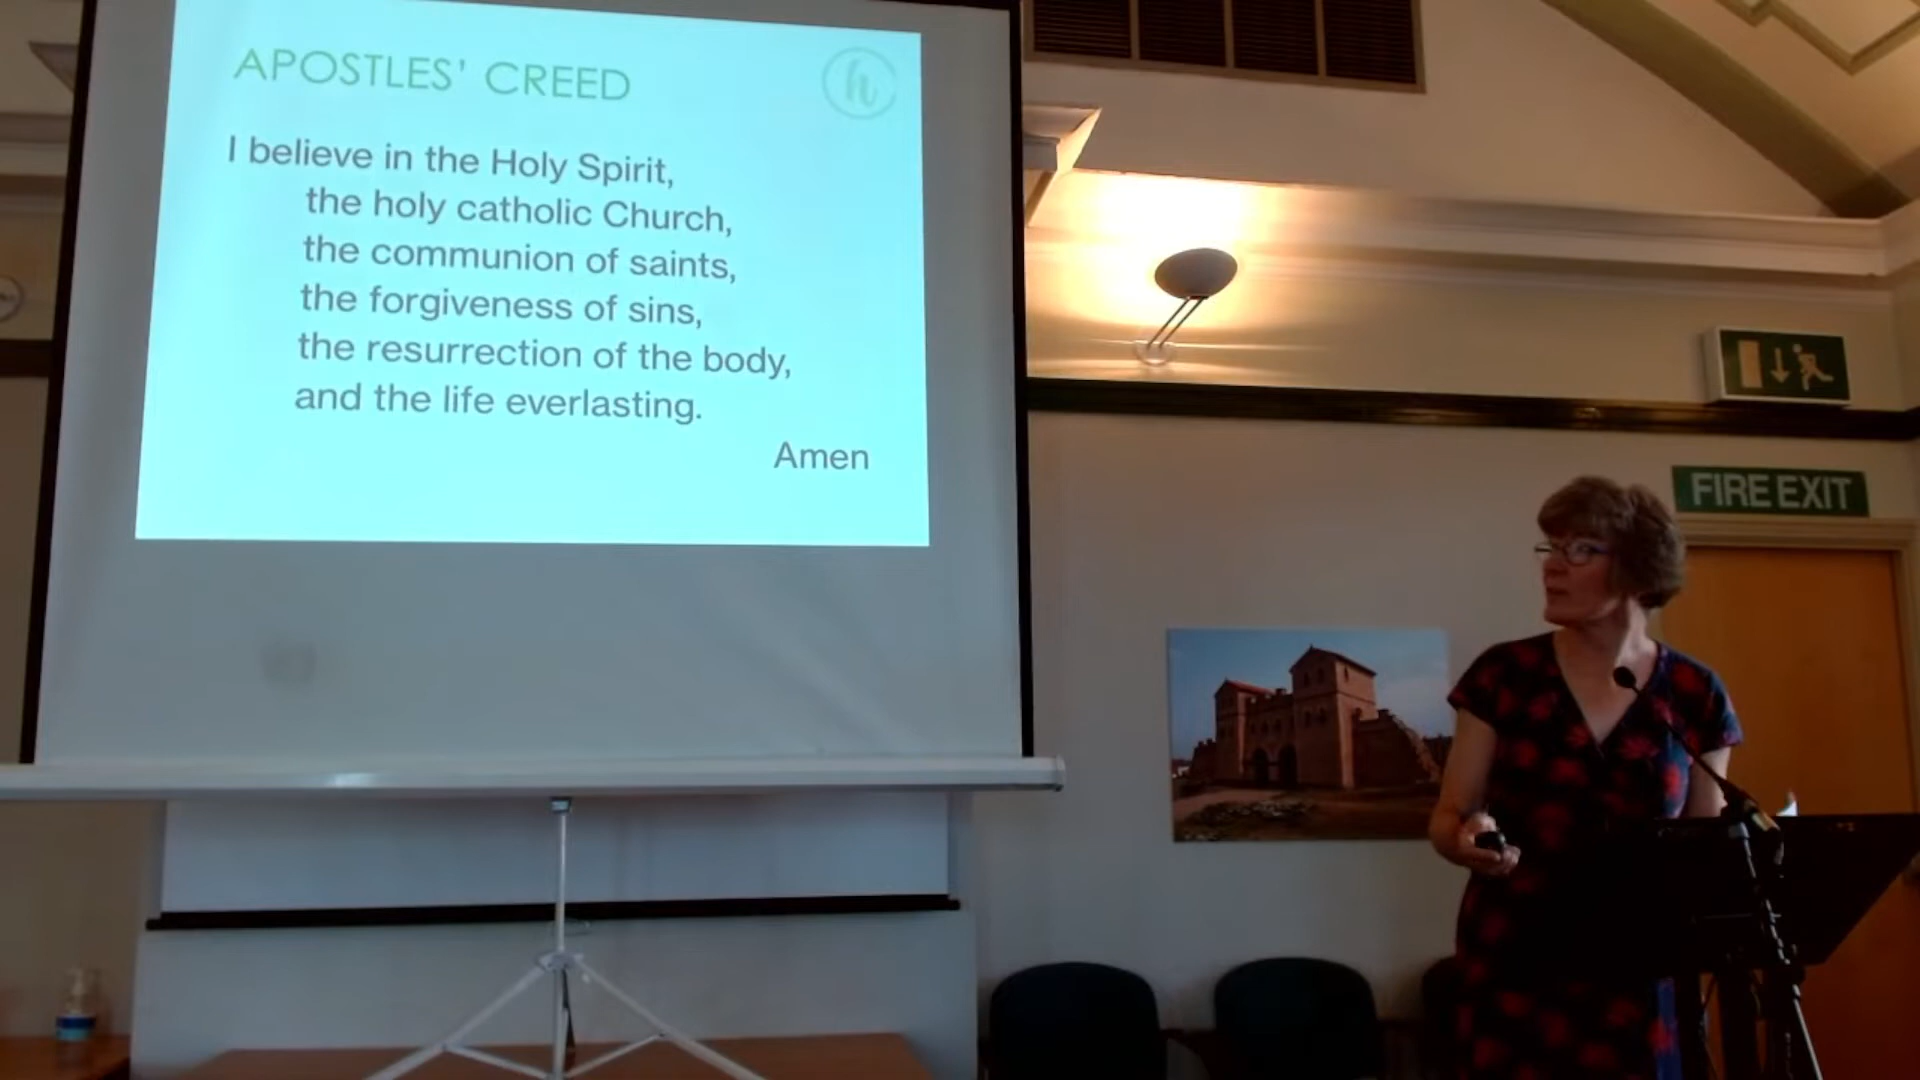 APOSTLES' CREED
h
I believe in the Holy Spirit,
the holy catholic Church,
the communion of saints,
the forgiveness of sins,
the resurrection of the body,
and the life everlasting.
Amen
FIRE EXIT